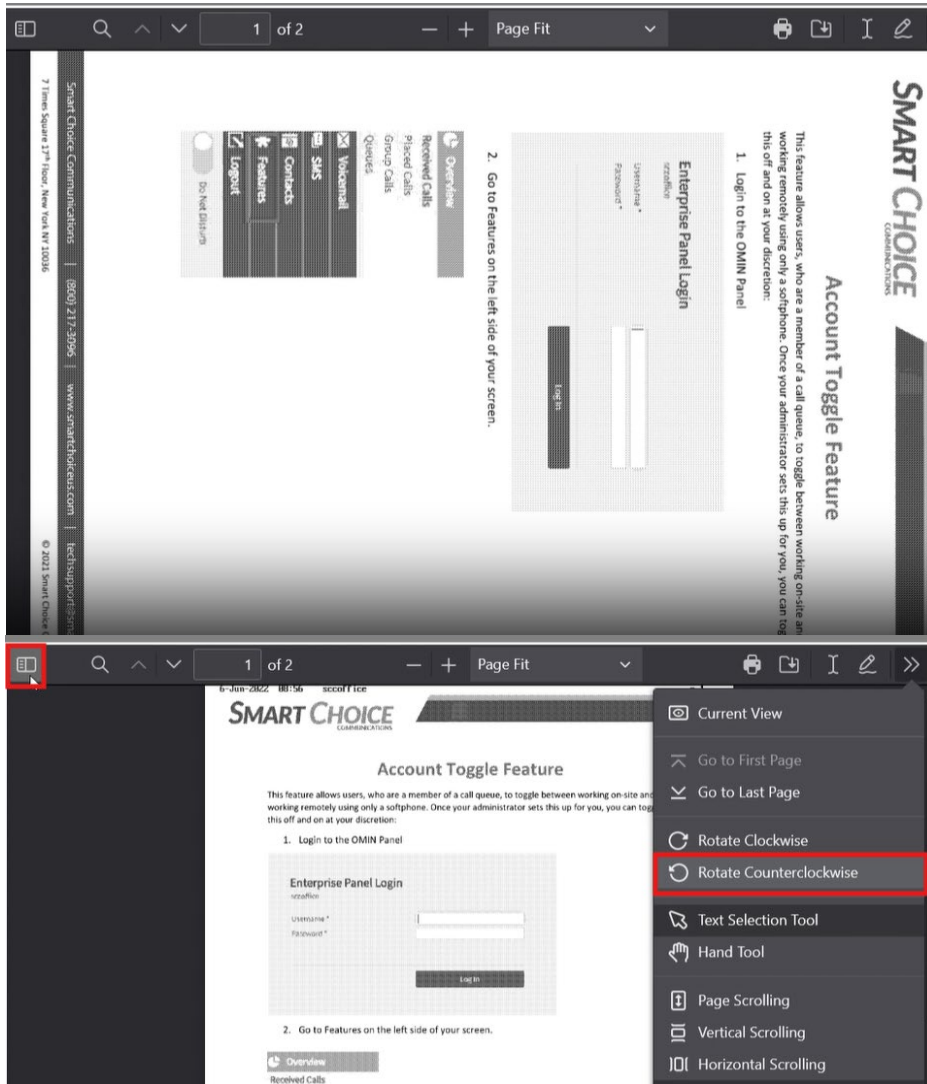 1 of 2 Page Fit
SMART CHOICE
COMMUNICATIONS
Account Toggle Feature
This feature allows users, who are a member of a call queue, to toggle between working on-site an
working remotely using only a softphone. Once your administrator sets this up for you, you can tog
this off and on at your discretion:
1. Login to the OMIN Panel
Enterprise Panel Login
sccoffice
Username *
Password *
Log In
2. Go to Features on the left side of your screen.
Overview
Received Calls
Placed Calls
Group Calls
Queues
Voicemail
SMS
Contacts
Features
Logout
Do Not Disturb
Smart Choice Communications | (800) 217-3096 | www.smartchoiceus.com | techsupport@sma
7 Times Square 17th Floor, New York NY 10036 © 2021 Smart Choice C
1 of 2 Page Fit
6-Jun-2022 08:56 sccoffice
SMART CHOICE
COMMUNICATIONS
Account Toggle Feature
This feature allows users, who are a member of a call queue, to toggle between working on-site and
working remotely using only a softphone. Once your administrator sets this up for you, you can tog
this off and on at your discretion:
1. Login to the OMIN Panel
Enterprise Panel Login
sccoffice
Username *
Password *
Log In
2. Go to Features on the left side of your screen.
Overview
Received Calls
Current View
Go to First Page
Go to Last Page
Rotate Clockwise
Rotate Counterclockwise
Text Selection Tool
Hand Tool
Page Scrolling
Vertical Scrolling
Horizontal Scrolling